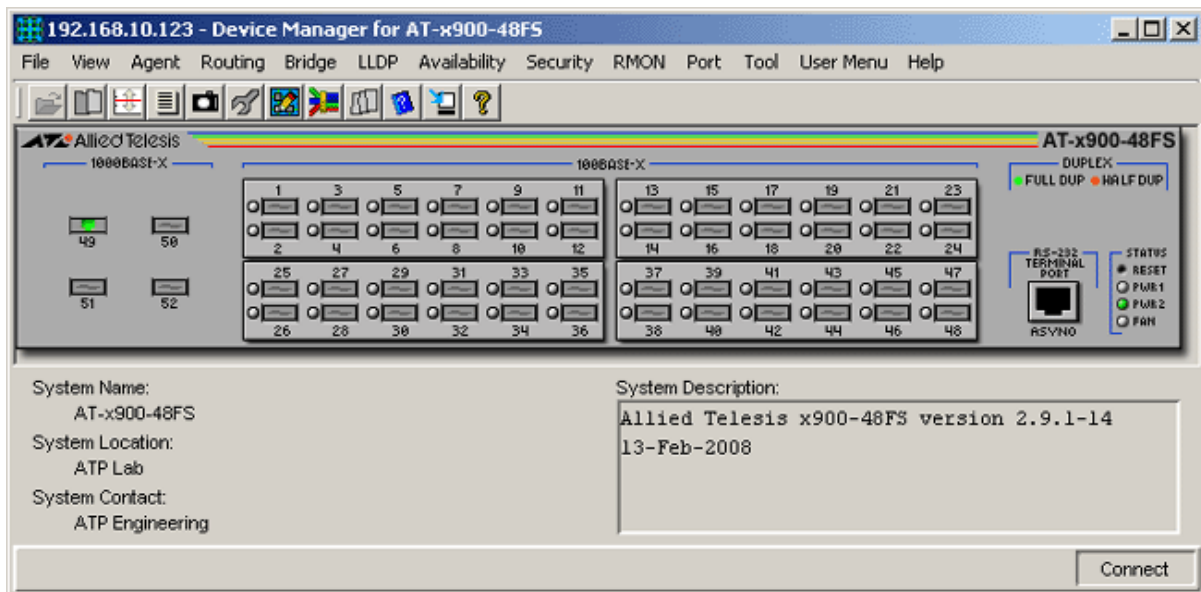 192.168.10.123 - Device Manager for AT-x900-48FS
File View Agent Routing Bridge LLDP Availability Security RMON Port Tool User Menu Help
Allied Telesis
AT-x900-48FS
1000BASE-X
100BASE-X
DUPLEX
FULL DUP HALF DUP
1 3 5 7 9 11 13 15 17 19 21 23
49 50
2 4 6 8 10 12 14 16 18 20 22 24
25 27 29 31 33 35 37 39 41 43 45 47
51 52
26 28 30 32 34 36 38 40 42 44 46 48
RS-232
TERMINAL
PORT
ASYN0
STATUS
RESET
PWR1
PWR2
FAN
System Name:
AT-x900-48FS
System Location:
ATP Lab
System Contact:
ATP Engineering
System Description:
Allied Telesis x900-48FS version 2.9.1-14
13-Feb-2008
Connect